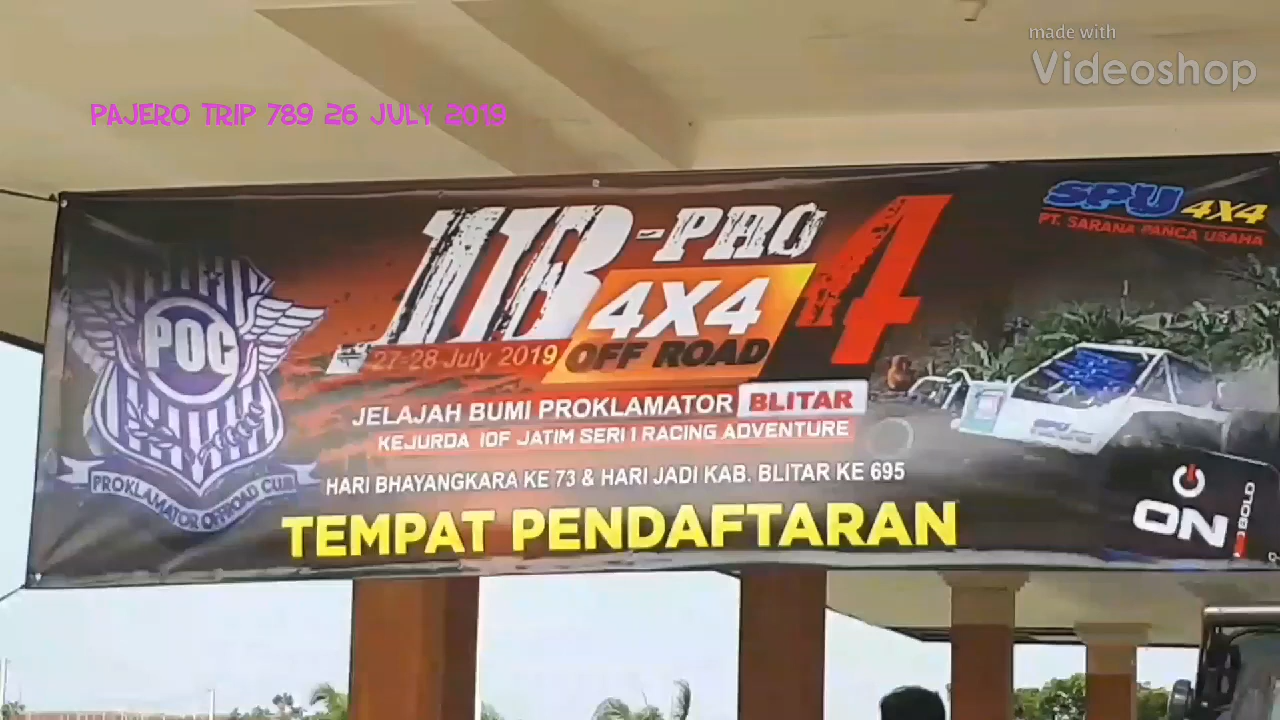 made with
Videoshop
PAJERO TRIP 789 26 JULY 2019
JJB-PRO 4
4X4
OFF ROAD
27-28 July 2019
SPU 4X4
PT. SARANA PANCA USAHA
POC
PROKLAMATOR OFFROAD CLUB
JELAJAH BUMI PROKLAMATOR BLITAR
KEJURDA IOF JATIM SERI 1 RACING ADVENTURE
HARI BHAYANGKARA KE 73 & HARI JADI KAB. BLITAR KE 695
TEMPAT PENDAFTARAN
SPU
ON
BOLD